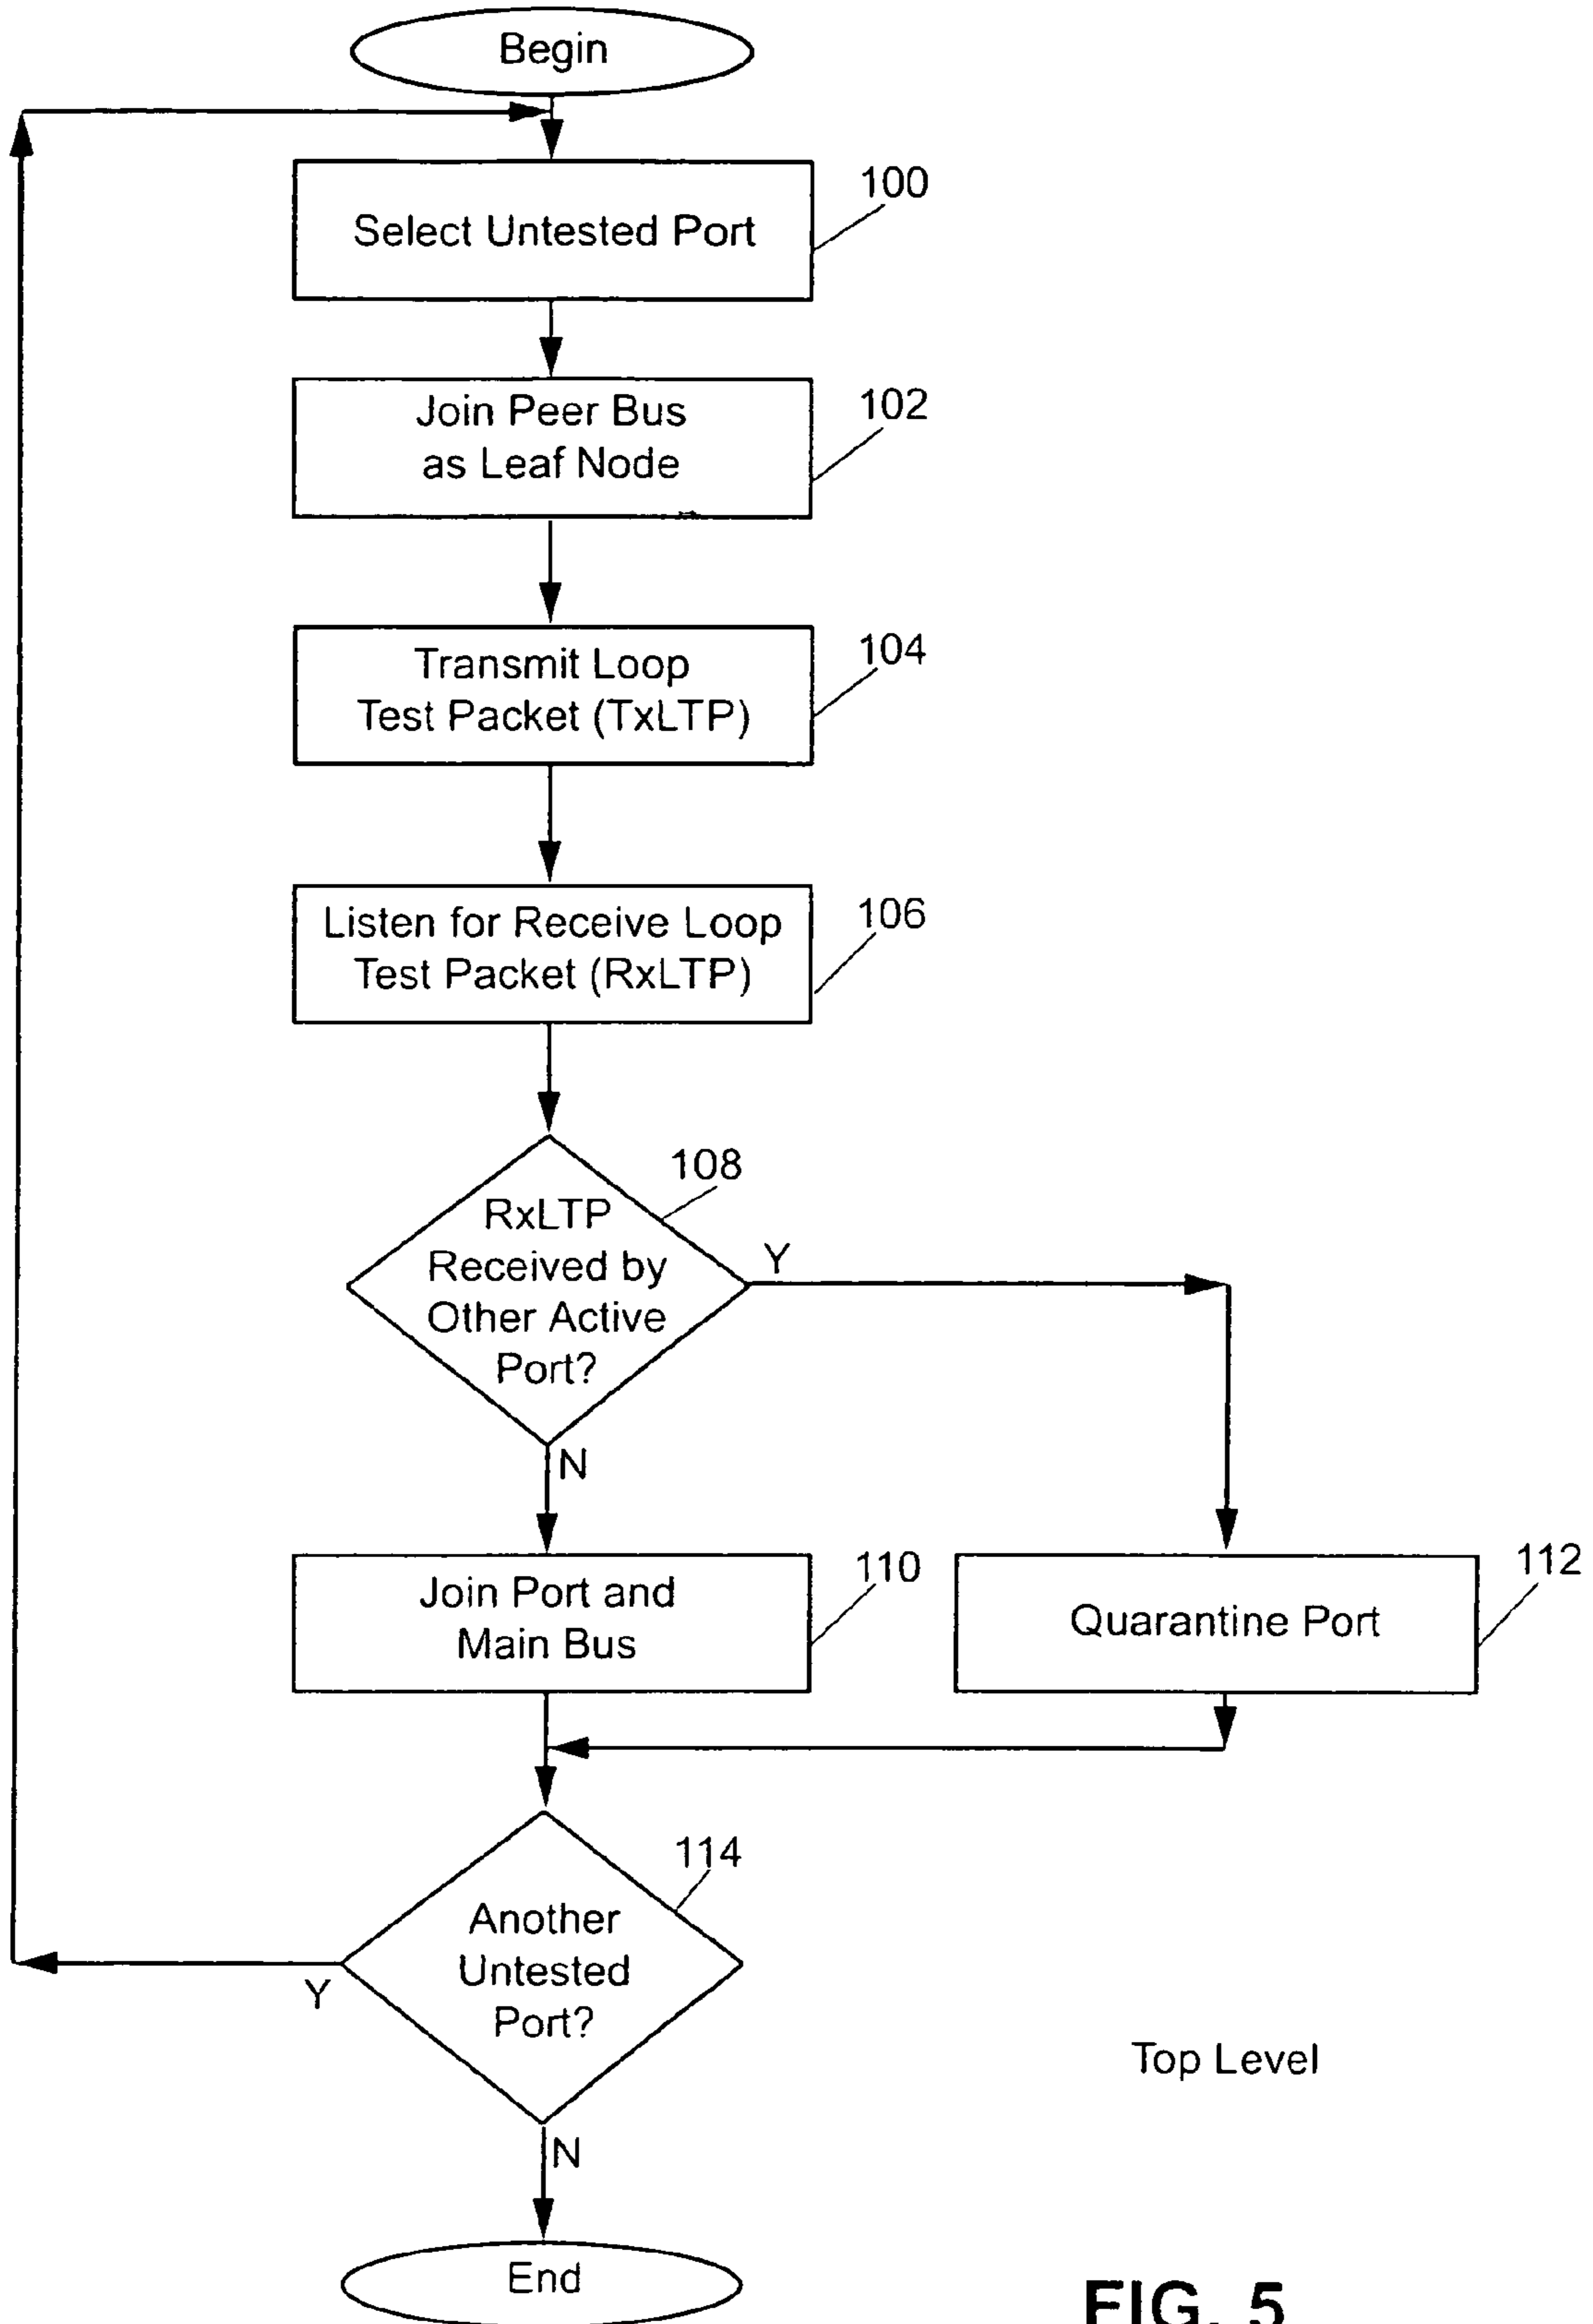 Begin
100
Select Untested Port
102
Join Peer Bus
as Leaf Node
104
Transmit Loop
Test Packet (TxLTP)
106
Listen for Receive Loop
Test Packet (RxLTP)
108
RxLTP
Received by
Other Active
Port?
Y
N
110
Join Port and
Main Bus
112
Quarantine Port
114
Another
Untested
Port?
Y
N
Top Level
End
FIG. 5